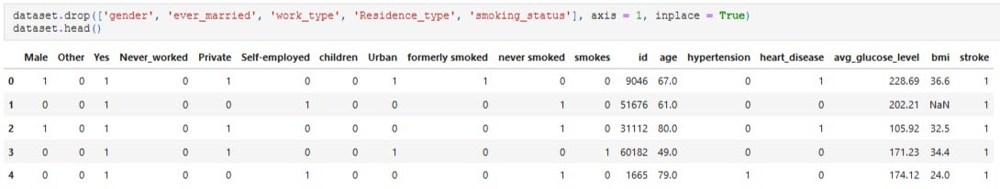 dataset.drop(['gender', 'ever_married', 'work_type', 'Residence_type', 'smoking_status'], axis = 1, inplace = True)
dataset.head()
Male Other Yes Never_worked Private Self-employed children Urban formerly smoked never smoked smokes id age hypertension heart_disease avg_glucose_level bmi stroke
0 1 0 1 0 1 0 0 1 1 0 0 9046 67.0 0 1 228.69 36.6 1
1 0 0 1 0 0 1 0 0 0 1 0 51676 61.0 0 0 202.21 NaN 1
2 1 0 1 0 1 0 0 0 0 1 0 31112 80.0 0 1 105.92 32.5 1
3 0 0 1 0 1 0 0 1 0 0 1 60182 49.0 0 0 171.23 34.4 1
4 0 0 1 0 0 1 0 0 0 1 0 1665 79.0 1 0 174.12 24.0 1